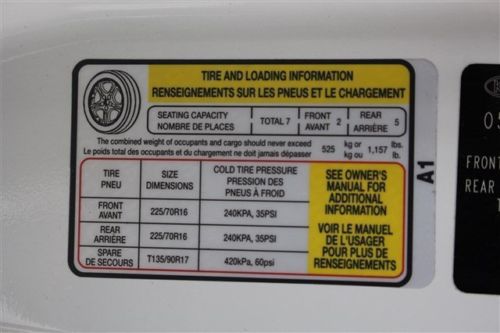 TIRE AND LOADING INFORMATION
RENSEIGNEMENTS SUR LES PNEUS ET LE CHARGEMENT
SEATING CAPACITY
NOMBRE DE PLACES
TOTAL 7
FRONT
AVANT 2
REAR
ARRIÈRE 5
The combined weight of occupants and cargo should never exceed
Le poids total des occupants et du chargement ne doit jamais dépasser
525 kg or 1,157 lbs.
kg ou lb.
TIRE
PNEU
SIZE
DIMENSIONS
COLD TIRE PRESSURE
PRESSION DES
PNEUS À FROID
FRONT
AVANT
225/70R16
240KPA, 35PSI
REAR
ARRIÈRE
225/70R16
240KPA, 35PSI
SPARE
DE SECOURS
T135/90R17
420kPa, 60psi
SEE OWNER'S
MANUAL FOR
ADDITIONAL
INFORMATION
VOIR LE MANUEL
DE L'USAGER
POUR PLUS DE
RENSEIGNEMENTS
A1
FRONT
REAR